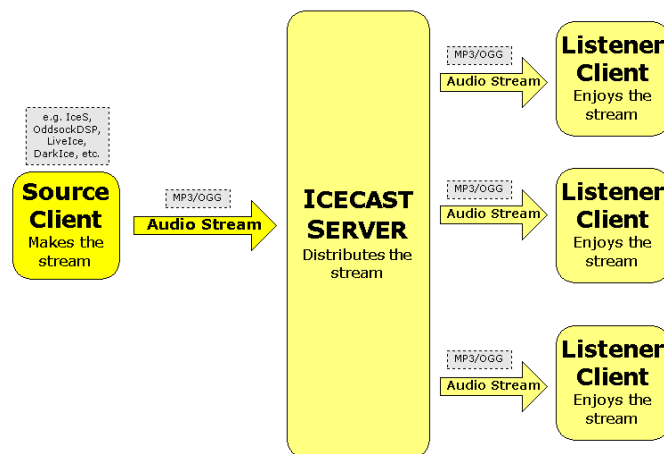 e.g. IceS,
OddsockDSP,
LiveIce,
DarkIce, etc.
Source
Client
Makes the
stream
MP3/OGG
Audio Stream
ICECAST
SERVER
Distributes the
stream
MP3/OGG
Audio Stream
Listener
Client
Enjoys the
stream
MP3/OGG
Audio Stream
Listener
Client
Enjoys the
stream
MP3/OGG
Audio Stream
Listener
Client
Enjoys the
stream